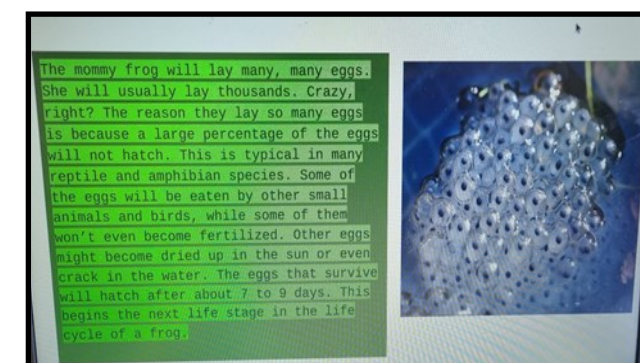 The mommy frog will lay many, many eggs.
She will usually lay thousands. Crazy,
right? The reason they lay so many eggs
is because a large percentage of the eggs
will not hatch. This is typical in many
reptile and amphibian species. Some of
the eggs will be eaten by other small
animals and birds, while some of them
won't even become fertilized. Other eggs
might become dried up in the sun or even
crack in the water. The eggs that survive
will hatch after about 7 to 9 days. This
begins the next life stage in the life
cycle of a frog.